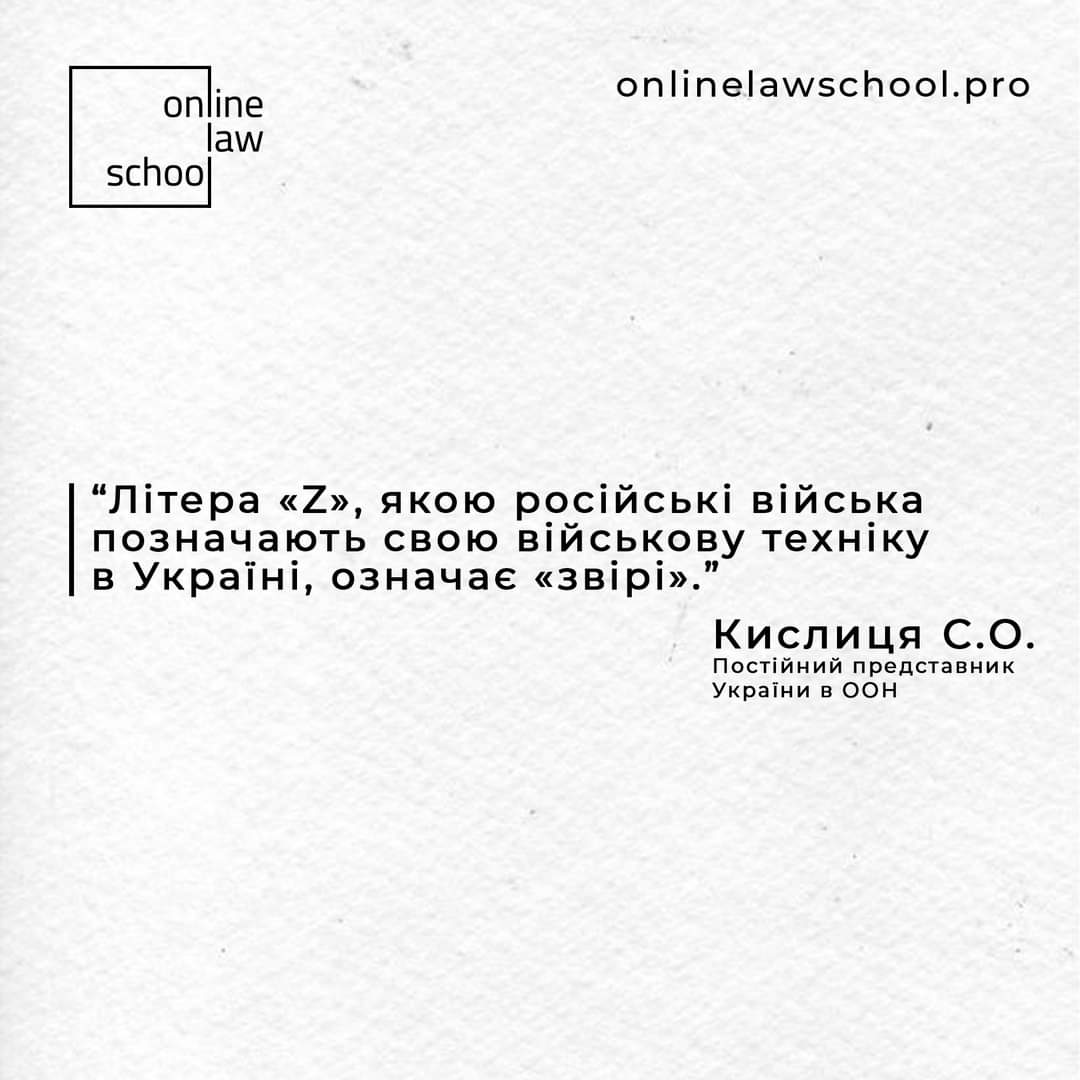 online
law
school
onlinelawschool.pro
“Літера «Z», якою російські війська
позначають свою військову техніку
в Україні, означає «звірі».”
Кислиця С.О.
Постійний представник
України в ООН